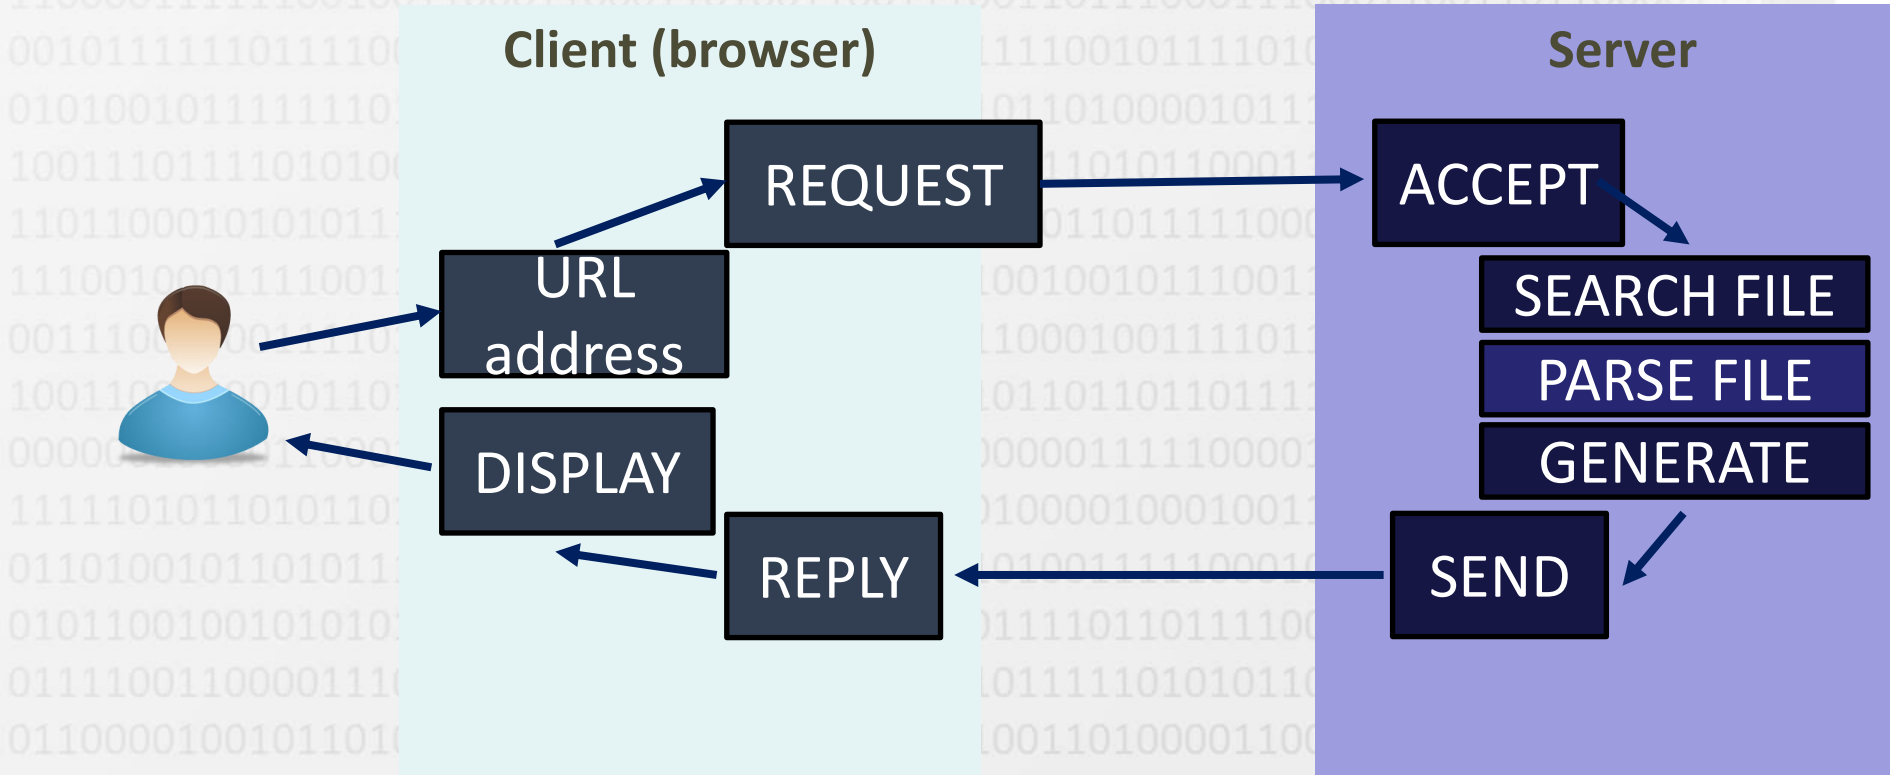 Client (browser)
Server
REQUEST
ACCEPT
URL
address
SEARCH FILE
PARSE FILE
GENERATE
DISPLAY
REPLY
SEND